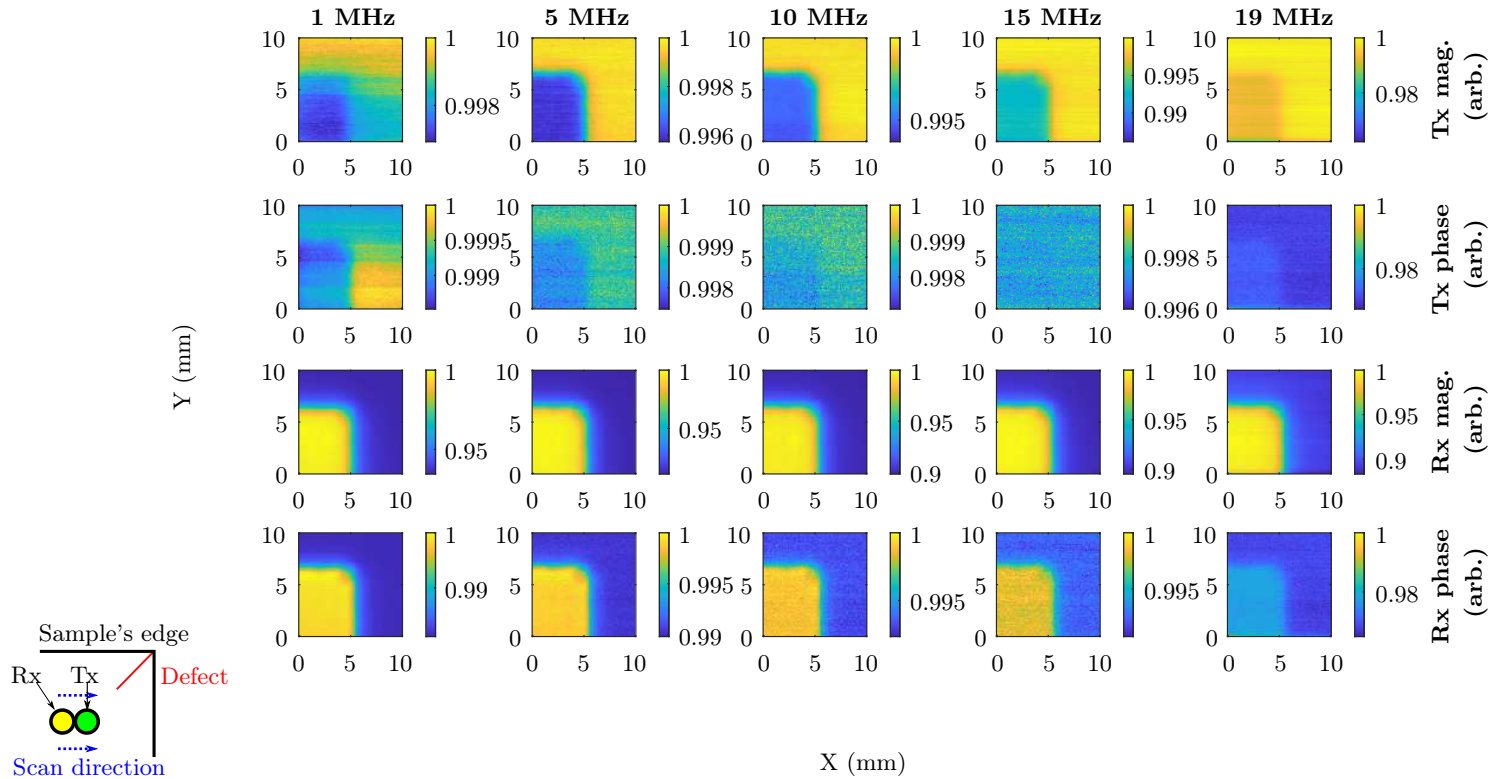 1 MHz 5 MHz 10 MHz 15 MHz 19 MHz
10 5 0 0 5 10 1 0.998
10 5 0 0 5 10 1 0.998 0.996
10 5 0 0 5 10 1 0.995
10 5 0 0 5 10 1 0.995 0.99
10 5 0 0 5 10 1 0.98
Tx mag.
(arb.)
10 5 0 0 5 10 1 0.9995 0.999
10 5 0 0 5 10 1 0.999 0.998
10 5 0 0 5 10 1 0.999 0.998
10 5 0 0 5 10 1 0.998 0.996
10 5 0 0 5 10 1 0.98
Tx phase
(arb.)
Y (mm)
10 5 0 0 5 10 1 0.95
10 5 0 0 5 10 1 0.95
10 5 0 0 5 10 1 0.95 0.9
10 5 0 0 5 10 1 0.95 0.9
10 5 0 0 5 10 1 0.95 0.9
Rx mag.
(arb.)
10 5 0 0 5 10 1 0.99
10 5 0 0 5 10 1 0.995 0.99
10 5 0 0 5 10 1 0.995
10 5 0 0 5 10 1 0.995
10 5 0 0 5 10 1 0.98
Rx phase
(arb.)
X (mm)
Sample's edge
Rx Tx Defect
Scan direction